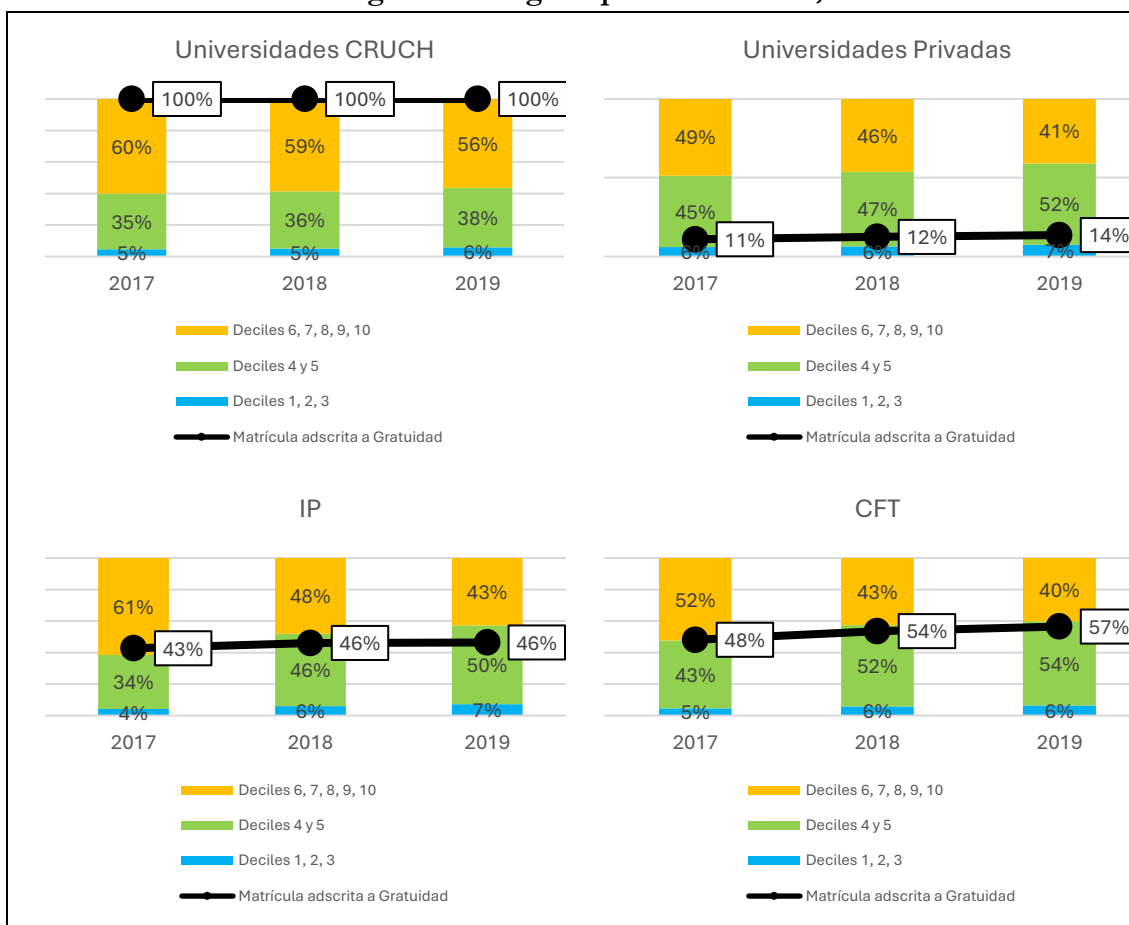 Universidades CRUCH
100% 100% 100%
60% 59% 56%
35% 36% 38%
5% 5% 6%
2017 2018 2019
Deciles 6, 7, 8, 9, 10
Deciles 4 y 5
Deciles 1, 2, 3
Matrícula adscrita a Gratuidad
Universidades Privadas
49% 46% 41%
45% 47% 52%
11% 12% 14%
6% 6% 7%
2017 2018 2019
Deciles 6, 7, 8, 9, 10
Deciles 4 y 5
Deciles 1, 2, 3
Matrícula adscrita a Gratuidad
IP
61% 48% 43%
43% 46% 46%
34% 46% 50%
4% 6% 7%
2017 2018 2019
Deciles 6, 7, 8, 9, 10
Deciles 4 y 5
Deciles 1, 2, 3
Matrícula adscrita a Gratuidad
CFT
52% 43% 40%
48% 54% 57%
43% 52% 54%
5% 6% 6%
2017 2018 2019
Deciles 6, 7, 8, 9, 10
Deciles 4 y 5
Deciles 1, 2, 3
Matrícula adscrita a Gratuidad